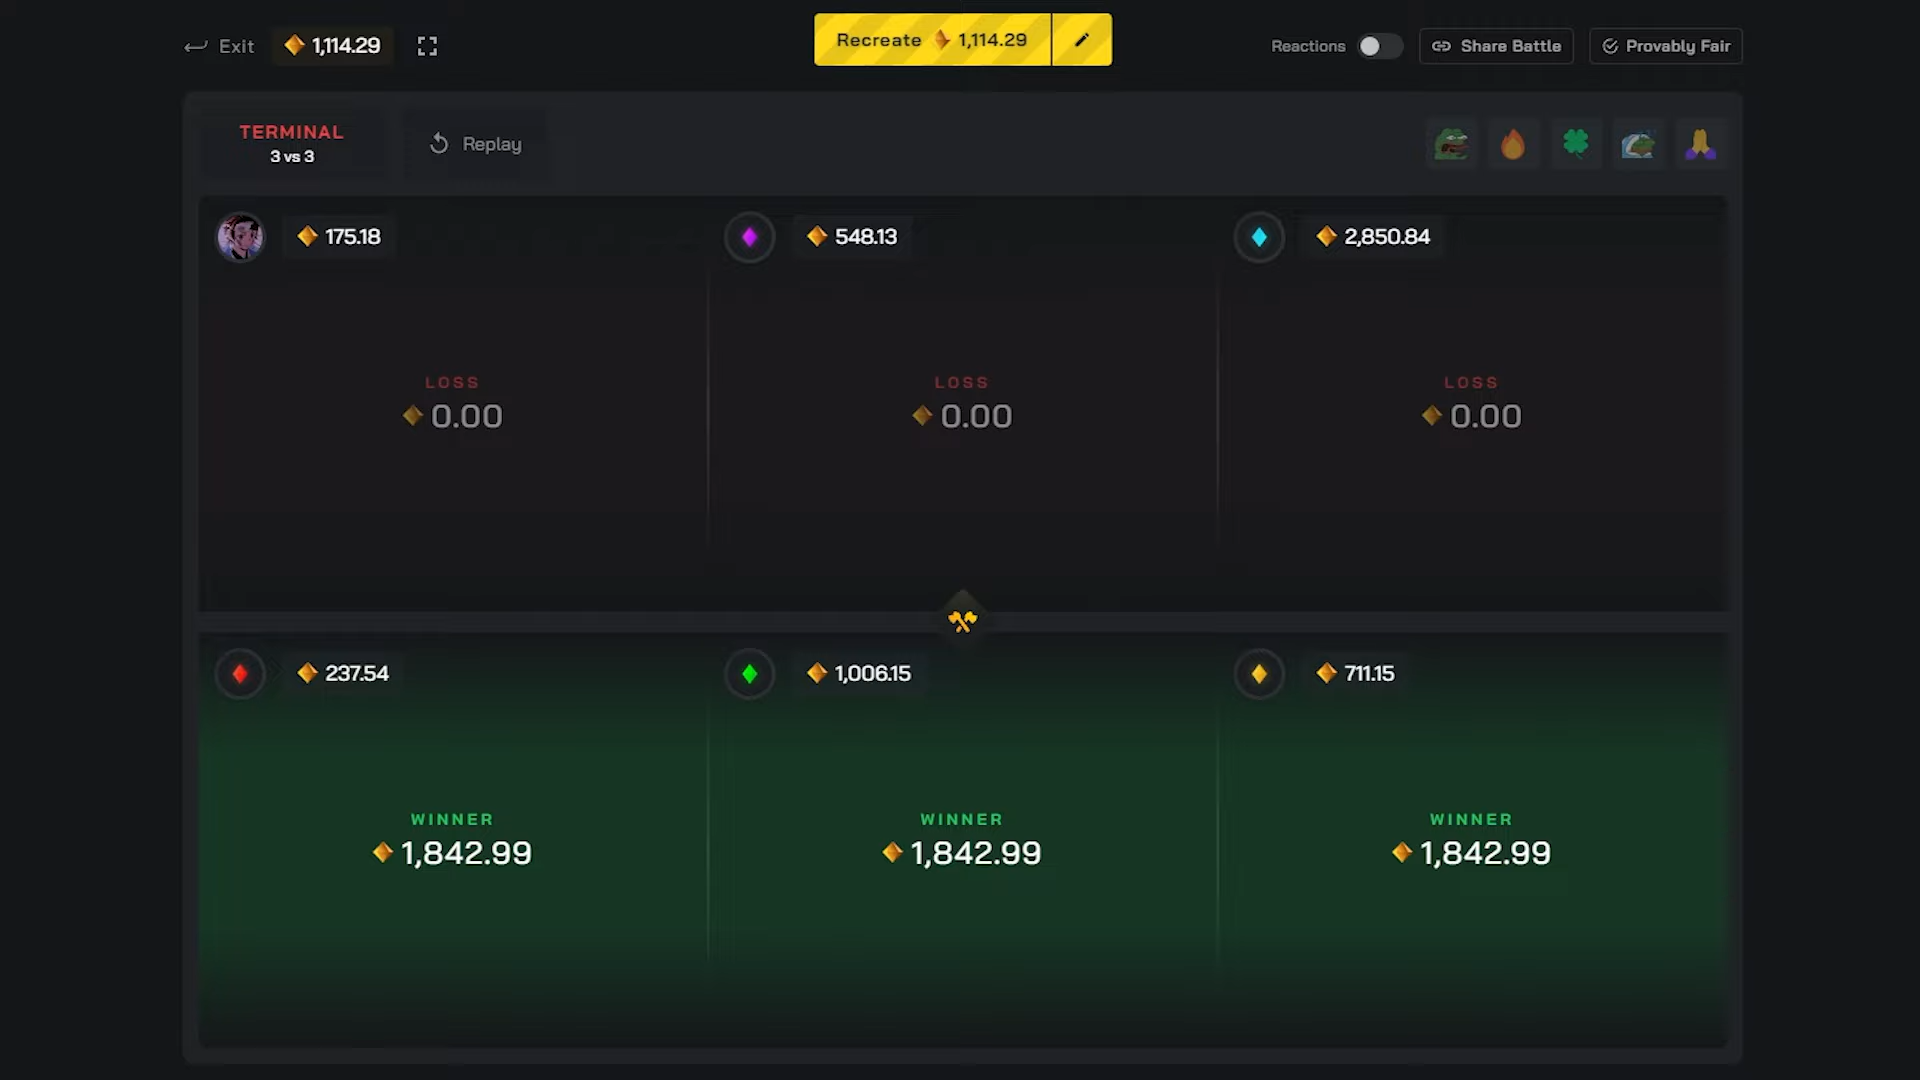 Exit 1,114.29 Recreate 1,114.29 Reactions Share Battle Provably Fair
TERMINAL
3 vs 3
Replay
175.18 548.13 2,850.84
LOSS LOSS LOSS
0.00 0.00 0.00
237.54 1,006.15 711.15
WINNER WINNER WINNER
1,842.99 1,842.99 1,842.99